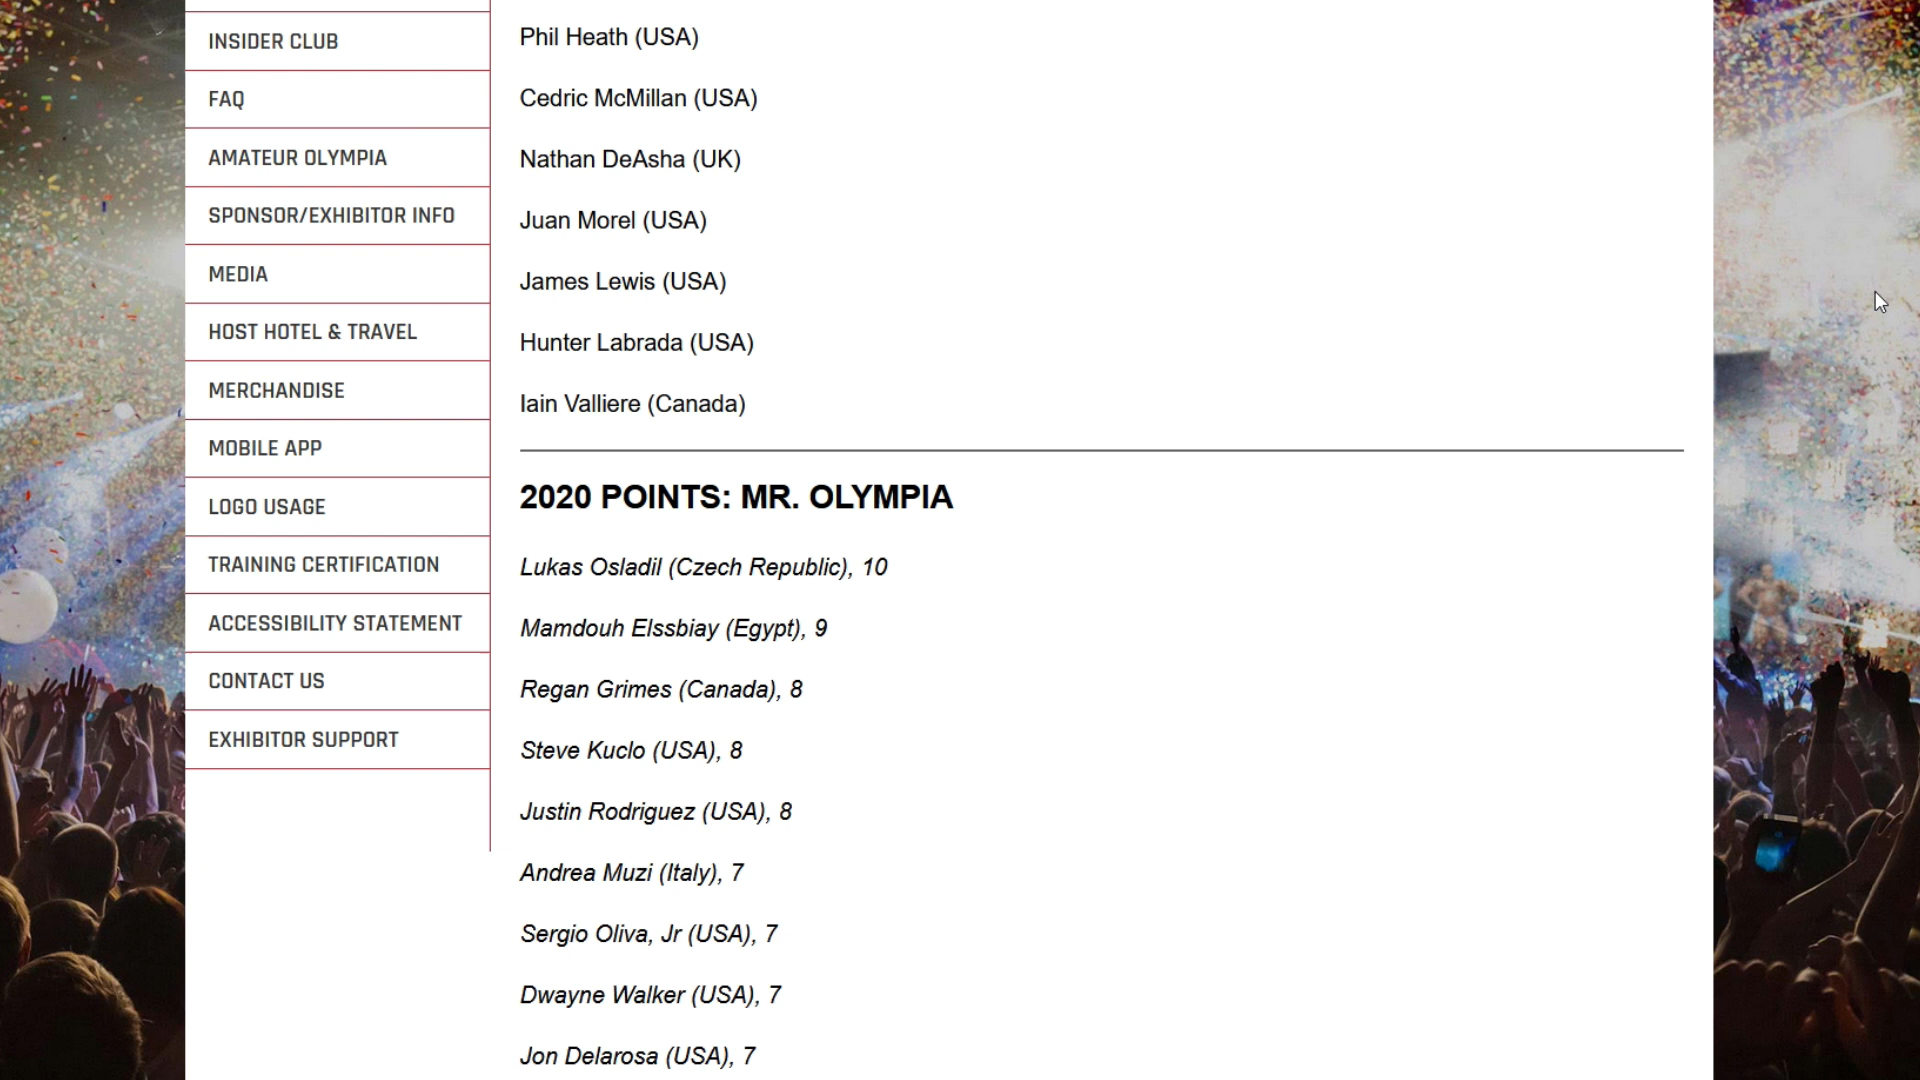 INSIDER CLUB
FAQ
AMATEUR OLYMPIA
SPONSOR/EXHIBITOR INFO
MEDIA
HOST HOTEL & TRAVEL
MERCHANDISE
MOBILE APP
LOGO USAGE
TRAINING CERTIFICATION
ACCESSIBILITY STATEMENT
CONTACT US
EXHIBITOR SUPPORT
Phil Heath (USA)
Cedric McMillan (USA)
Nathan DeAsha (UK)
Juan Morel (USA)
James Lewis (USA)
Hunter Labrada (USA)
Iain Valliere (Canada)
2020 POINTS: MR. OLYMPIA
Lukas Osladil (Czech Republic), 10
Mamdouh Elssbiay (Egypt), 9
Regan Grimes (Canada), 8
Steve Kuclo (USA), 8
Justin Rodriguez (USA), 8
Andrea Muzi (Italy), 7
Sergio Oliva, Jr (USA), 7
Dwayne Walker (USA), 7
Jon Delarosa (USA), 7